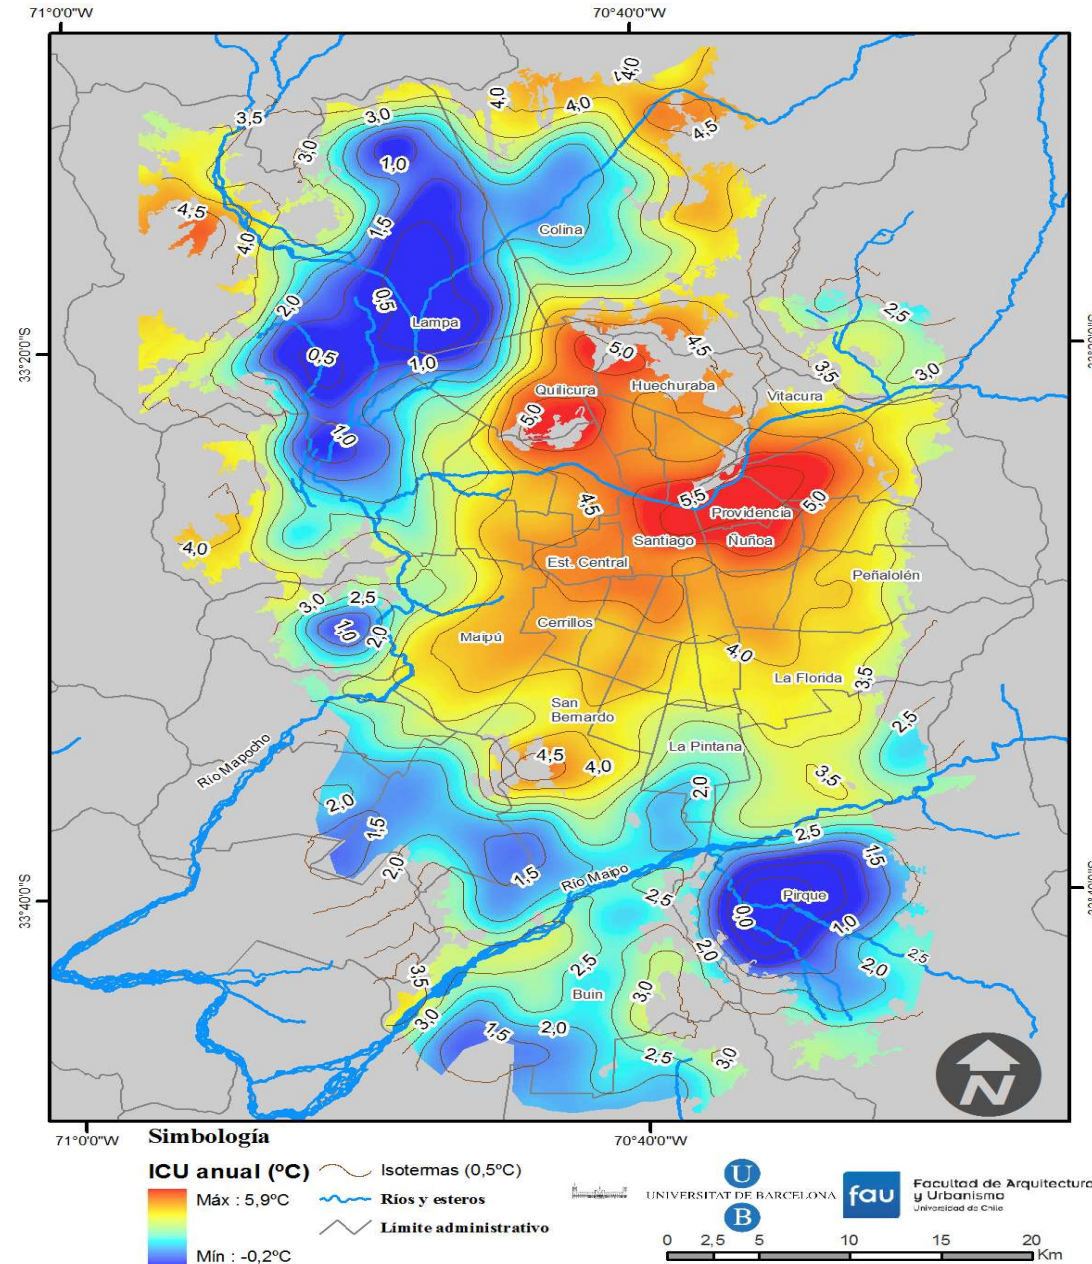 71°0'0"W
70°40'0"W
4,0
4,0
4,0
3,5
3,0
3,0
4,5
1,0
4,5
1,5
4,0
Colina
2,0
0,5
2,5
Lampa
33°20'0"S
0,5
1,0
5,0
4,5
3,5
3,0
Quilicura
Huechuraba
Vitacura
5,0
1,0
4,5
5,5
5,0
Providencia
4,0
Santiago
Ñuñoa
Est. Central
Peñalolén
3,0
2,5
1,0
2,0
Maipú
Cerrillos
4,0
La Florida
3,5
San
Bernardo
2,5
La Pintana
Río Mapocho
4,5
4,0
3,5
2,0
2,0
1,5
2,5
1,5
2,0
1,5
Río Maipo
33°40'0"S
2,5
Pirque
0,0
1,0
2,0
2,5
3,5
2,5
2,0
Buin
3,0
3,0
1,5
2,0
2,5
3,0
N
71°0'0"W
70°40'0"W
Simbología
ICU anual (ºC)
Máx : 5,9ºC
Mín : -0,2ºC
Isotermas (0,5ºC)
Ríos y esteros
Límite administrativo
U
UNIVERSITAT DE BARCELONA
B
fau
Facultad de Arquitectura
y Urbanismo
Universidad de Chile
0 2,5 5 10 15 20
Km